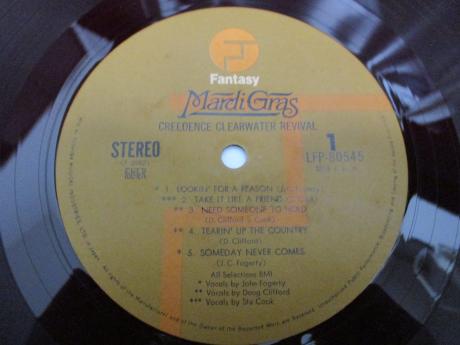 Fantasy
Mardi Gras
CREEDENCE CLEARWATER REVIVAL
STEREO
1
LFP-80545
* 1. LOOKIN' FOR A REASON
*** 2. TAKE IT LIKE A FRIEND
** 3. NEED SOMEONE TO HOLD
(D. Clifford S. Cook)
** 4. TEARIN' UP THE COUNTRY
(D. Clifford)
* 5. SOMEDAY NEVER COMES
(J. C. Fogerty)
All Selections BMI
* Vocals by John Fogerty
** Vocals by Doug Clifford
*** Vocals by Stu Cook